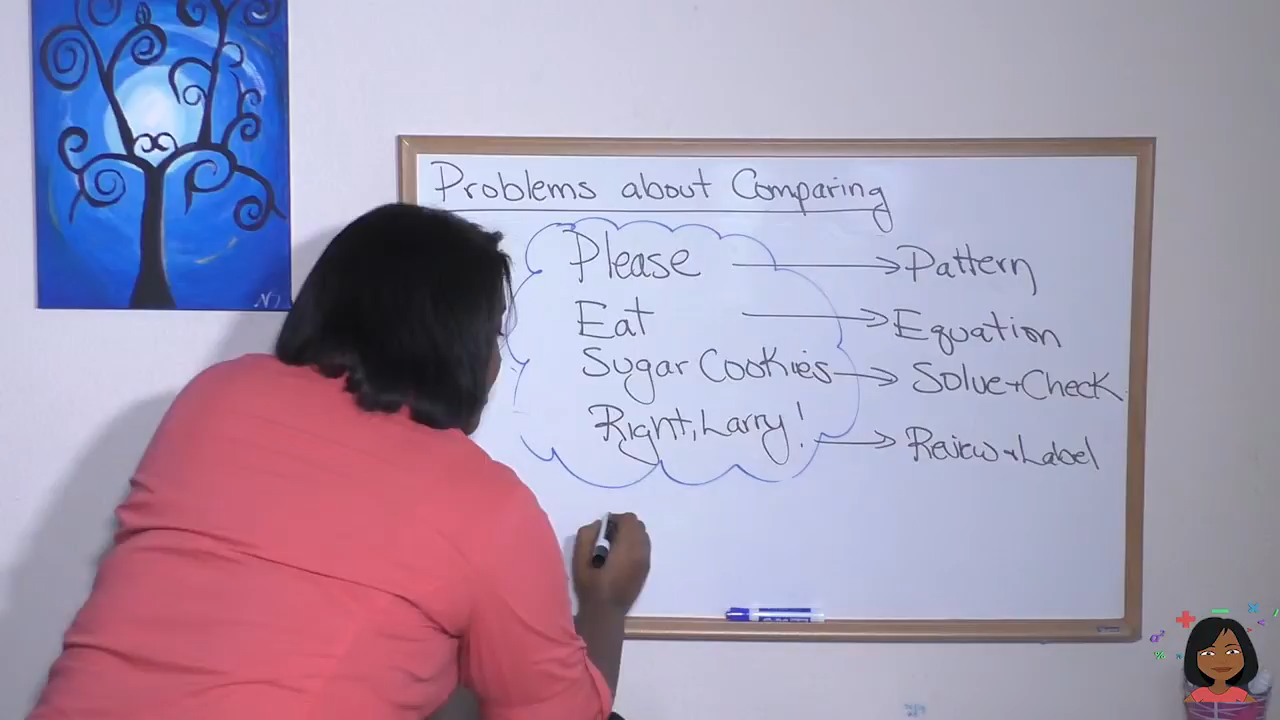 Problems about Comparing
Please → Pattern
Eat → Equation
Sugar Cookies → Solve + Check
Right, Larry! → Review + Label